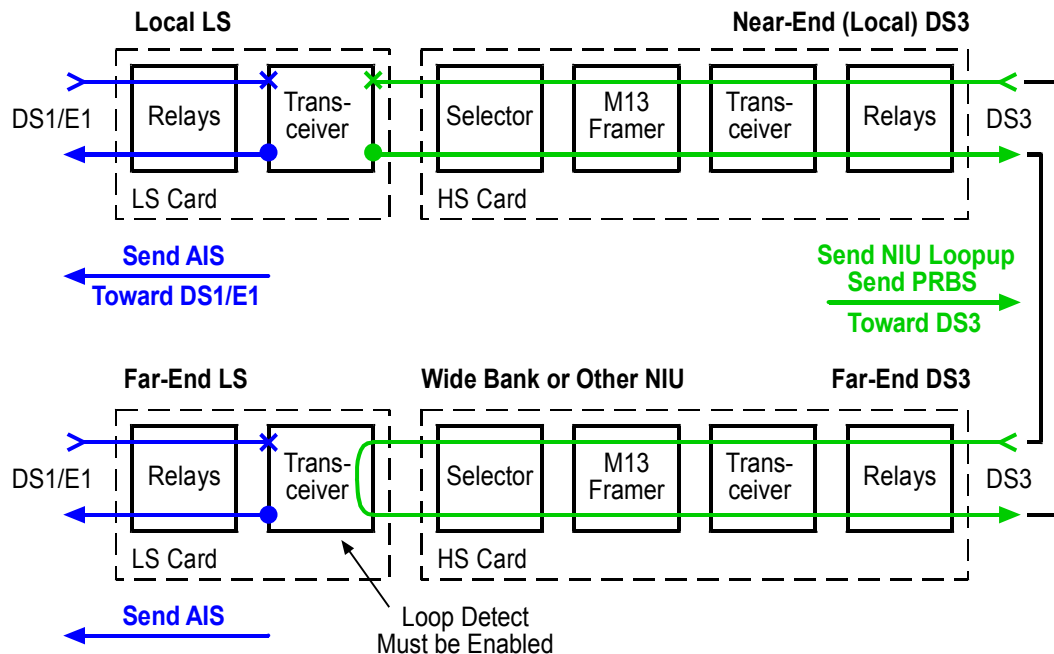 Local LS
Near-End (Local) DS3
DS1/E1
Relays
Trans-
ceiver
Selector
M13
Framer
Trans-
ceiver
Relays
DS3
LS Card
HS Card
Send AIS
Toward DS1/E1
Send NIU Loopup
Send PRBS
Toward DS3
Far-End LS
Wide Bank or Other NIU
Far-End DS3
DS1/E1
Relays
Trans-
ceiver
Selector
M13
Framer
Trans-
ceiver
Relays
DS3
LS Card
HS Card
Send AIS
Loop Detect
Must be Enabled